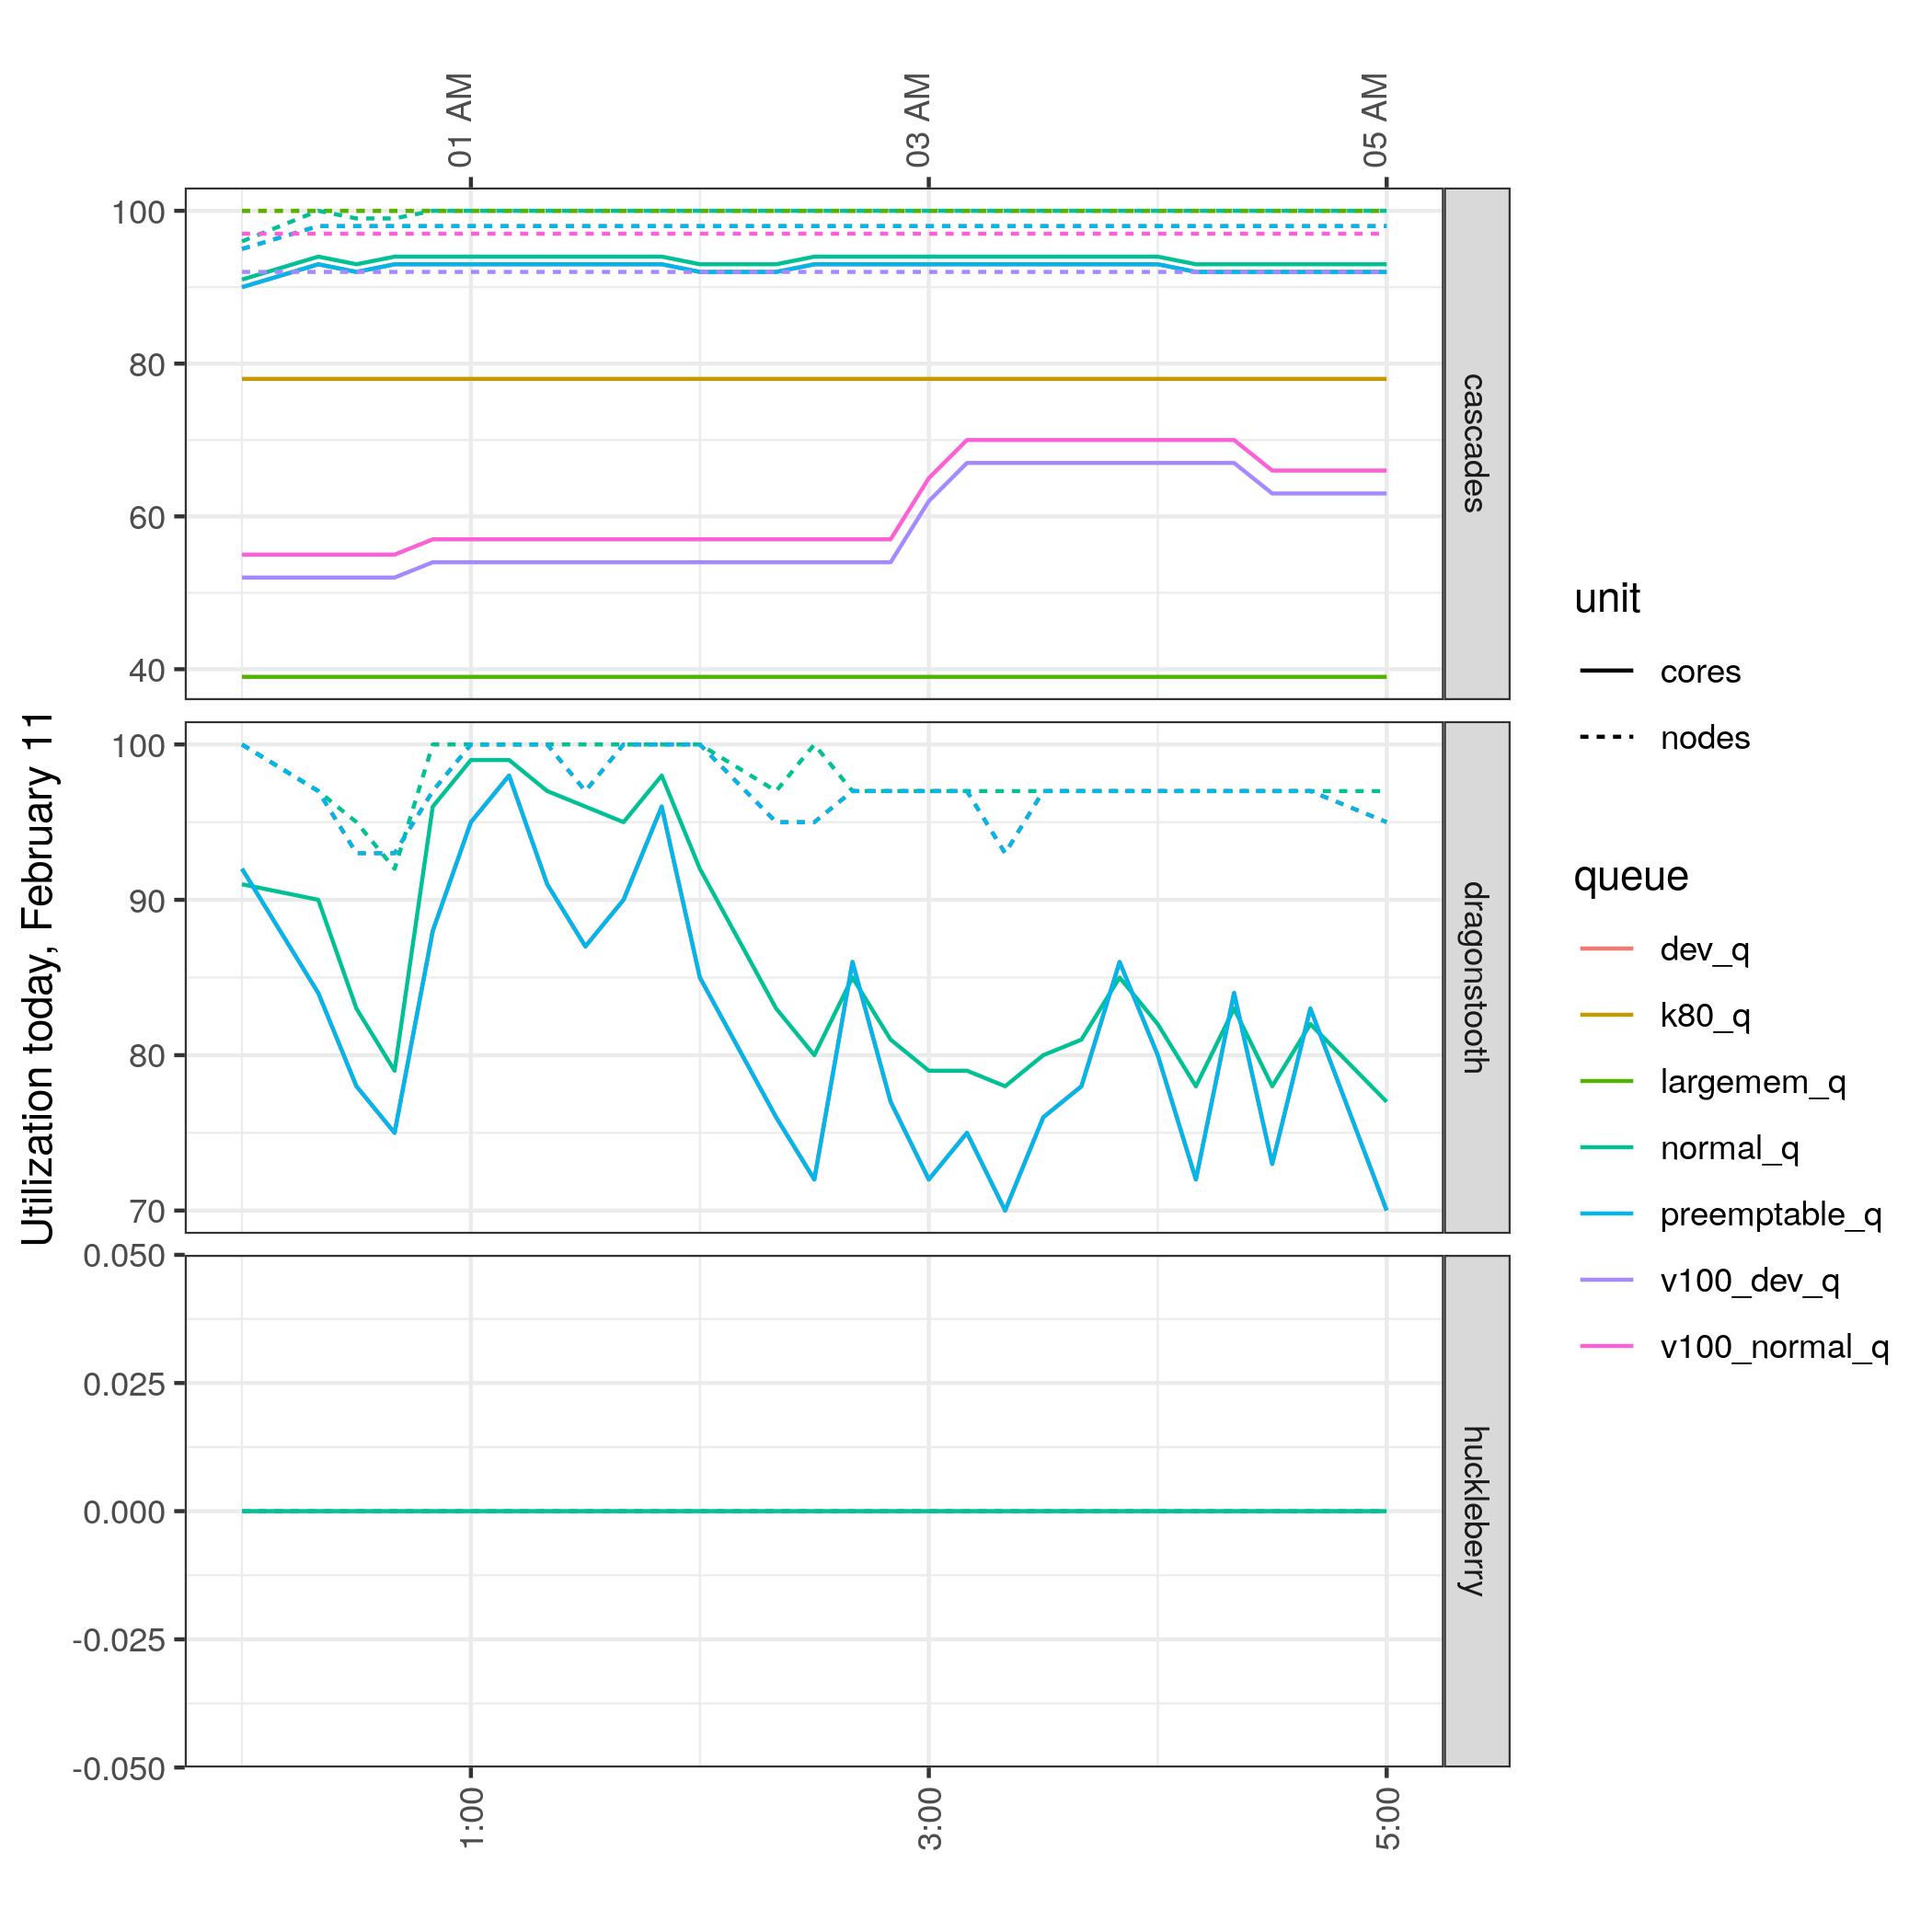 01 AM
03 AM
05 AM
100
80
60
40
cascades
100
90
80
70
dragonstooth
0.050
0.025
0.000
-0.025
-0.050
huckleberry
1:00
3:00
5:00
Utilization today, February 11
unit
cores
nodes
queue
dev_q
k80_q
largemem_q
normal_q
preemptable_q
v100_dev_q
v100_normal_q